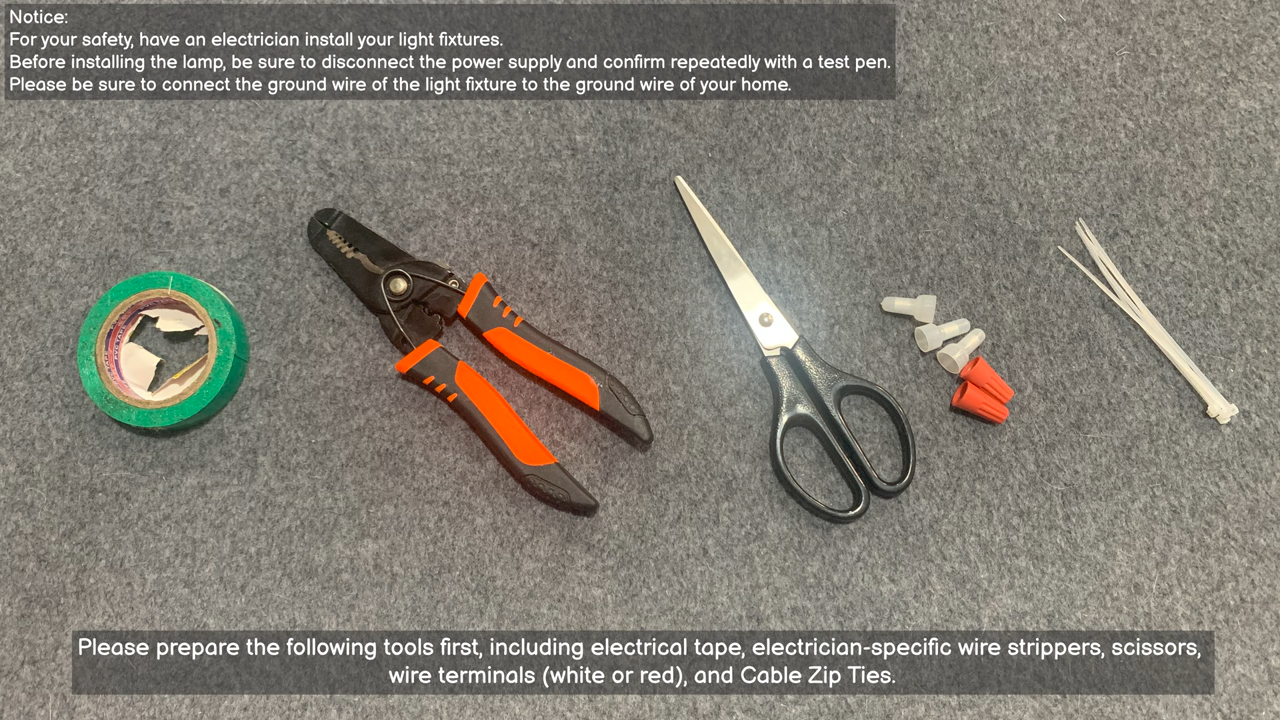 Notice:
For your safety, have an electrician install your light fixtures.
Before installing the lamp, be sure to disconnect the power supply and confirm repeatedly with a test pen.
Please be sure to connect the ground wire of the light fixture to the ground wire of your home.
PVC TAPE
Please prepare the following tools first, including electrical tape, electrician-specific wire strippers, scissors,
wire terminals (white or red), and Cable Zip Ties.